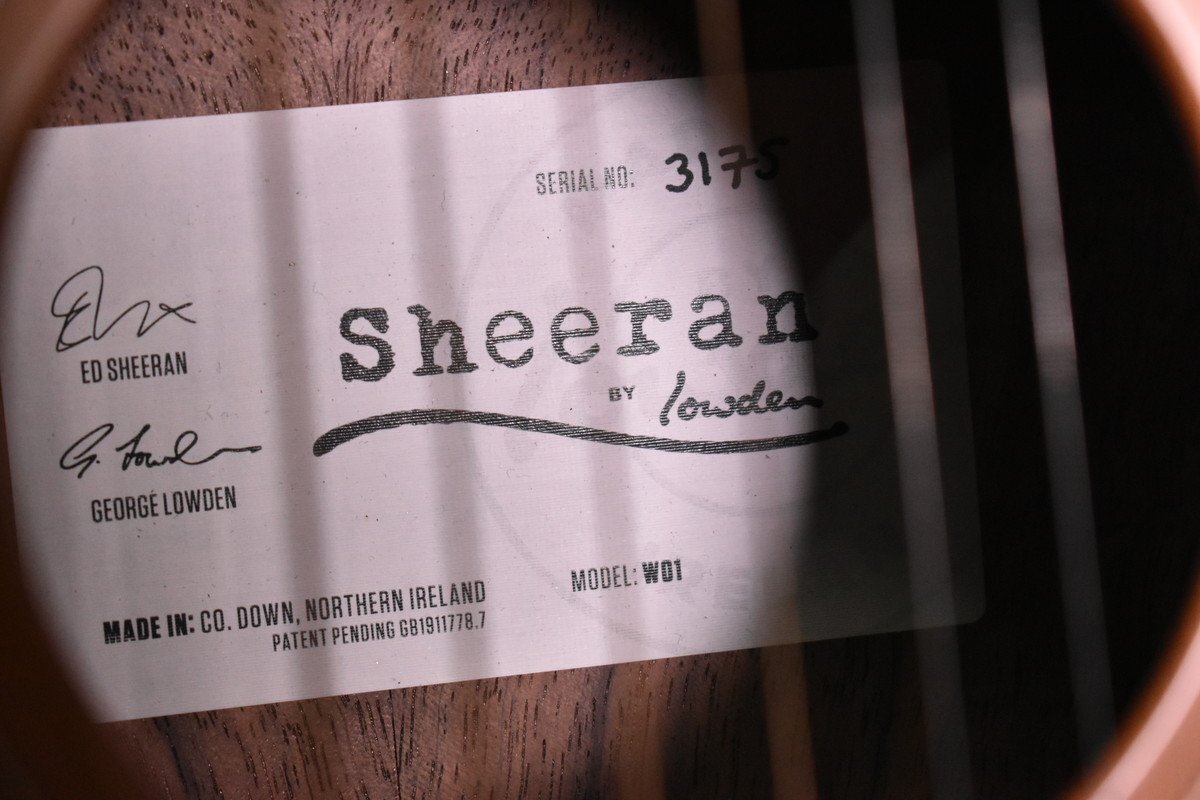 SERIAL NO: 3175
ED SHEERAN
Sheeran
BY lowden
G. Lowden
GEORGE LOWDEN
MODEL: W01
MADE IN: CO. DOWN, NORTHERN IRELAND
PATENT PENDING GB1911778.7